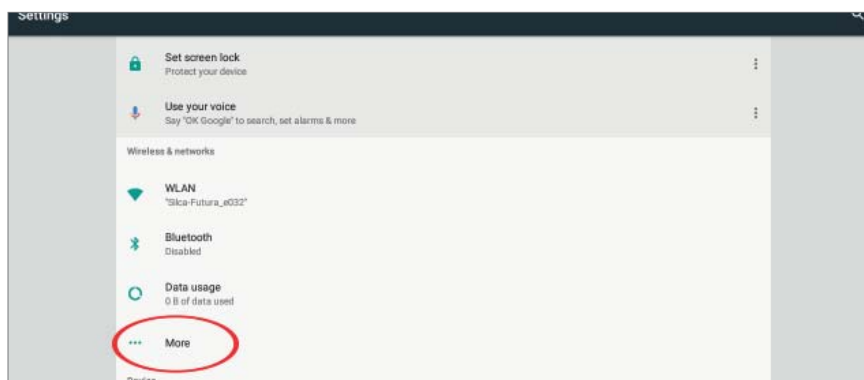 Settings
Set screen lock
Protect your device
Use your voice
Say "OK Google" to search, set alarms & more
Wireless & networks
WLAN
"Silca-Futura_e032"
Bluetooth
Disabled
Data usage
0 B of data used
More
Device